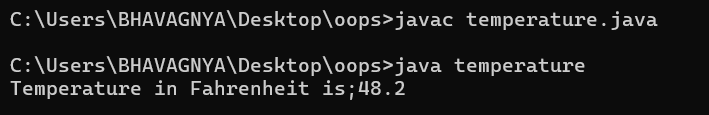 C:\Users\BHAVAGNYA\Desktop\oops>javac temperature.java
C:\Users\BHAVAGNYA\Desktop\oops>java temperature
Temperature in Fahrenheit is;48.2